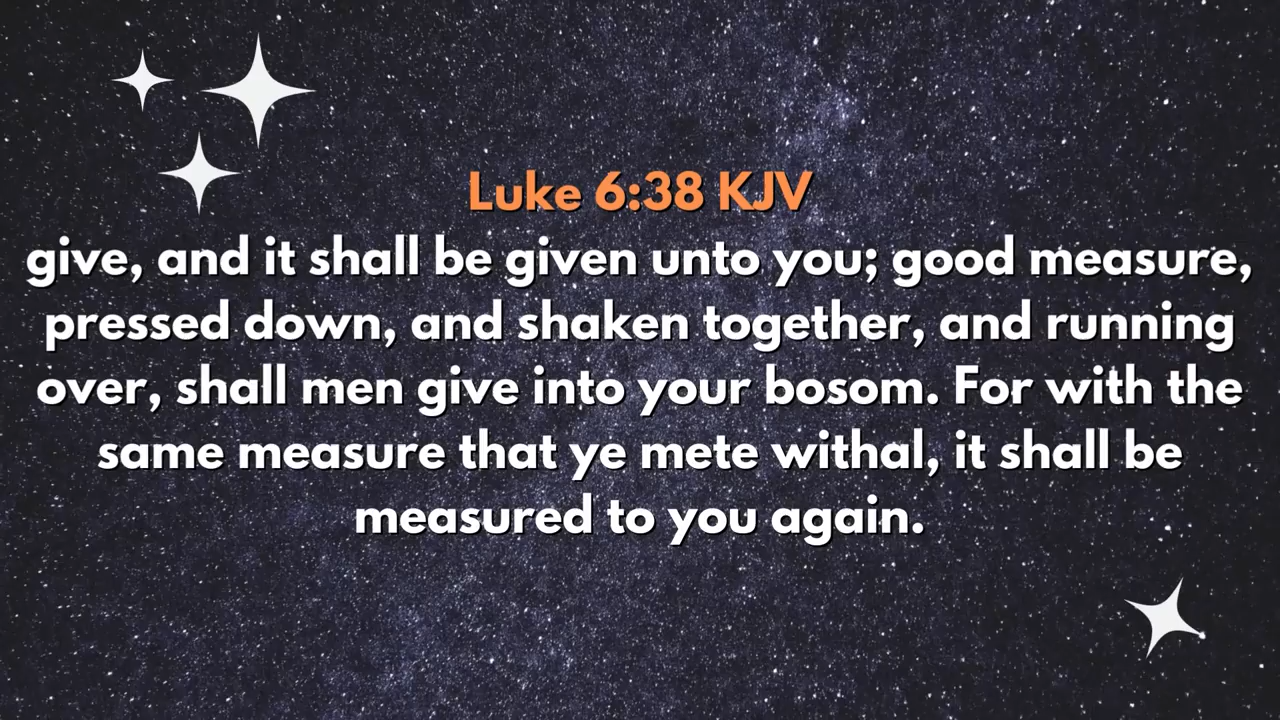 Luke 6:38 KJV
give, and it shall be given unto you; good measure,
pressed down, and shaken together, and running
over, shall men give into your bosom. For with the
same measure that ye mete withal, it shall be
measured to you again.